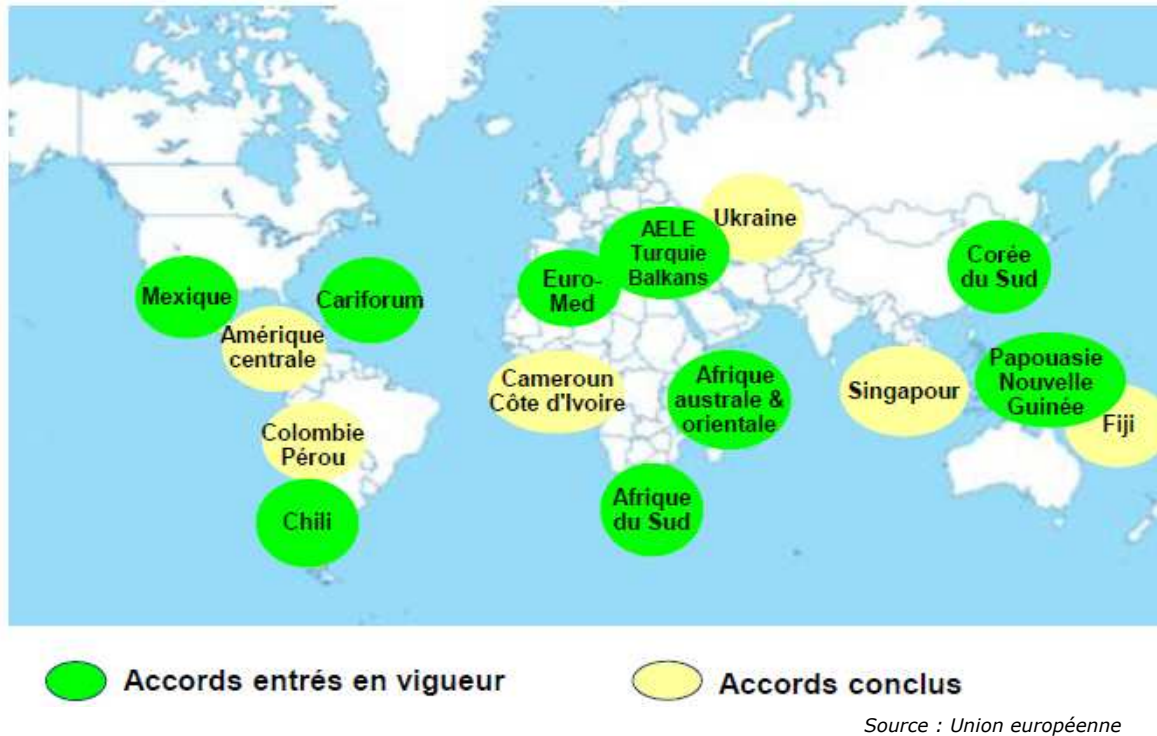 Ukraine
AELE
Turquie
Balkans
Corée
du Sud
Euro-
Med
Mexique
Cariforum
Amérique
centrale
Cameroun
Côte d'Ivoire
Afrique
australe &
orientale
Singapour
Papouasie
Nouvelle
Guinée
Fiji
Colombie
Pérou
Chili
Afrique
du Sud
Accords entrés en vigueur
Accords conclus
Source : Union européenne